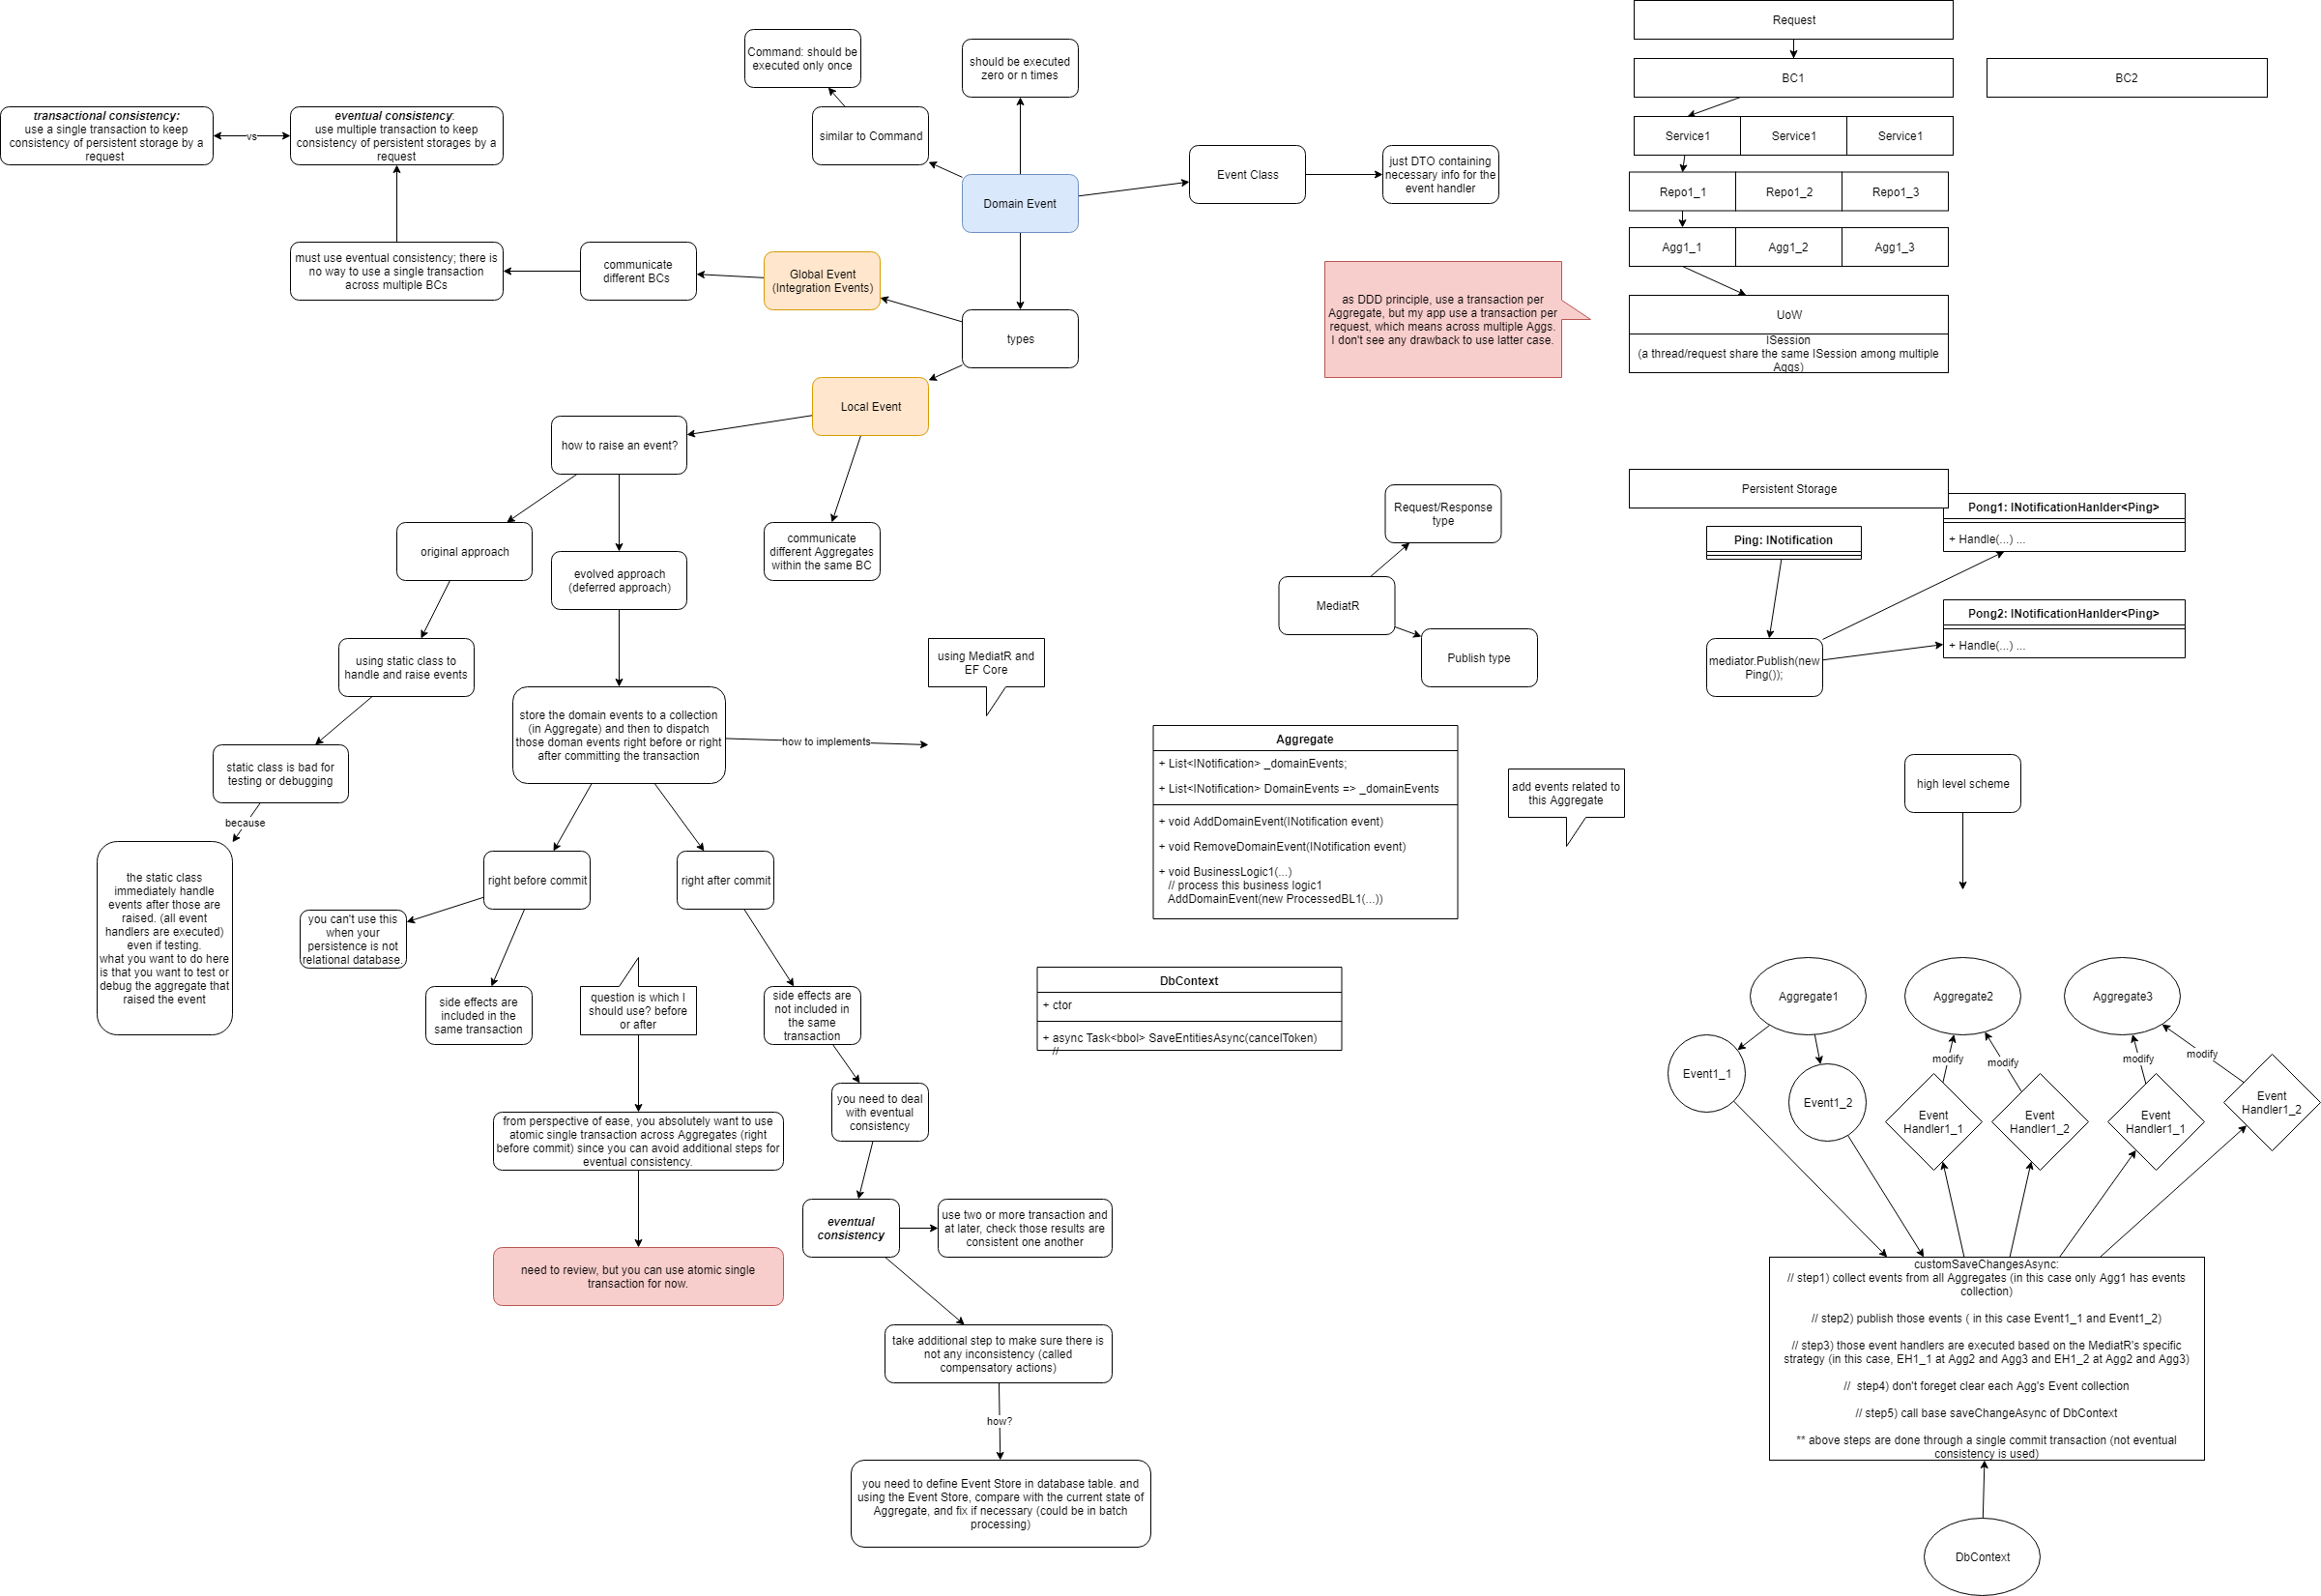 Command: should be
executed only once
should be executed
zero or n times
similar to Command
transactional consistency:
use a single transaction to keep
consistency of persistent storage by a
request
vs
eventual consistency:
use multiple transaction to keep
consistency of persistent storages by a
request
Domain Event
Event Class
just DTO containing
necessary info for the
event handler
must use eventual consistency; there is
no way to use a single transaction
across multiple BCs
communicate
different BCs
Global Event
(Integration Events)
types
Local Event
how to raise an event?
original approach
evolved approach
(deferred approach)
communicate
different Aggregates
within the same BC
using static class to
handle and raise events
static class is bad for
testing or debugging
because
the static class
immediately handle
events after those are
raised. (all event
handlers are executed)
even if testing.
what you want to do here
is that you want to test or
debug the aggregate that
raised the event
store the domain events to a collection
(in Aggregate) and then to dispatch
those doman events right before or right
after committing the transaction
how to implements
using MediatR and
EF Core
right before commit
right after commit
you can't use this
when your
persistence is not
relational database.
side effects are
included in the
same transaction
question is which I
should use? before
or after
side effects are
not included in
the same
transaction
from perspective of ease, you absolutely want to use
atomic single transaction across Aggregates (right
before commit) since you can avoid additional steps for
eventual consistency.
need to review, but you can use atomic single
transaction for now.
you need to deal
with eventual
consistency
eventual
consistency
use two or more transaction and
at later, check those results are
consistent one another
take additional step to make sure there is
not any inconsistency (called
compensatory actions)
how?
you need to define Event Store in database table. and
using the Event Store, compare with the current state of
Aggregate, and fix if necessary (could be in batch
processing)
Request
BC1
BC2
Service1
Service1
Service1
Repo1_1
Repo1_2
Repo1_3
Agg1_1
Agg1_2
Agg1_3
UoW
ISession
(a thread/request share the same ISession among multiple
Aggs)
as DDD principle, use a transaction per
Aggregate, but my app use a transaction per
request, which means across multiple Aggs.
I don't see any drawback to use latter case.
Persistent Storage
Request/Response
type
MediatR
Publish type
Ping: INotification
mediator.Publish(new
Ping());
Pong1: INotificationHanlder<Ping>
+ Handle(...) ...
Pong2: INotificationHanlder<Ping>
+ Handle(...) ...
Aggregate
+ List<INotification> _domainEvents;
+ List<INotification> DomainEvents => _domainEvents
+ void AddDomainEvent(INotification event)
+ void RemoveDomainEvent(INotification event)
+ void BusinessLogic1(...)
// process this business logic1
AddDomainEvent(new ProcessedBL1(...))
add events related to
this Aggregate
high level scheme
DbContext
+ ctor
+ async Task<bbol> SaveEntitiesAsync(cancelToken)
//
Aggregate1
Aggregate2
Aggregate3
Event1_1
Event1_2
modify
modify
modify
modify
Event
Handler1_1
Event
Handler1_2
Event
Handler1_1
Event
Handler1_2
customSaveChangesAsync:
// step1) collect events from all Aggregates (in this case only Agg1 has events
collection)
// step2) publish those events ( in this case Event1_1 and Event1_2)
// step3) those event handlers are executed based on the MediatR's specific
strategy (in this case, EH1_1 at Agg2 and Agg3 and EH1_2 at Agg2 and Agg3)
// step4) don't foreget clear each Agg's Event collection
// step5) call base saveChangeAsync of DbContext
** above steps are done through a single commit transaction (not eventual
consistency is used)
DbContext